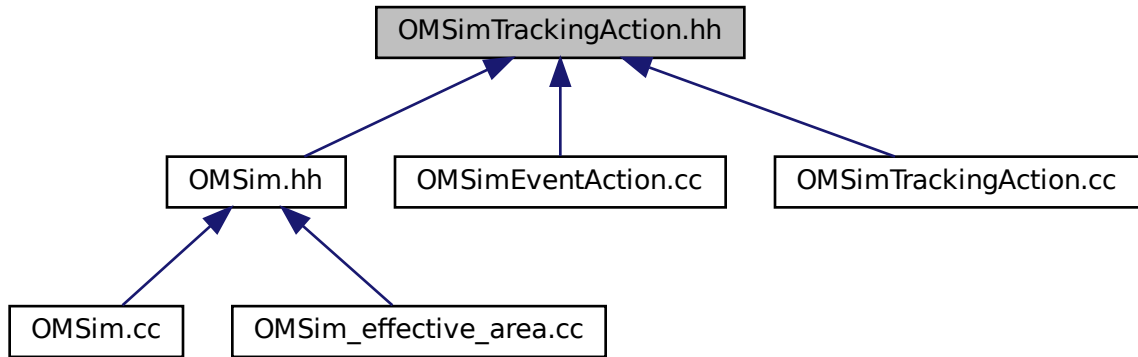 OMSimTrackingAction.hh
OMSim.hh
OMSimEventAction.cc
OMSimTrackingAction.cc
OMSim.cc
OMSim_effective_area.cc